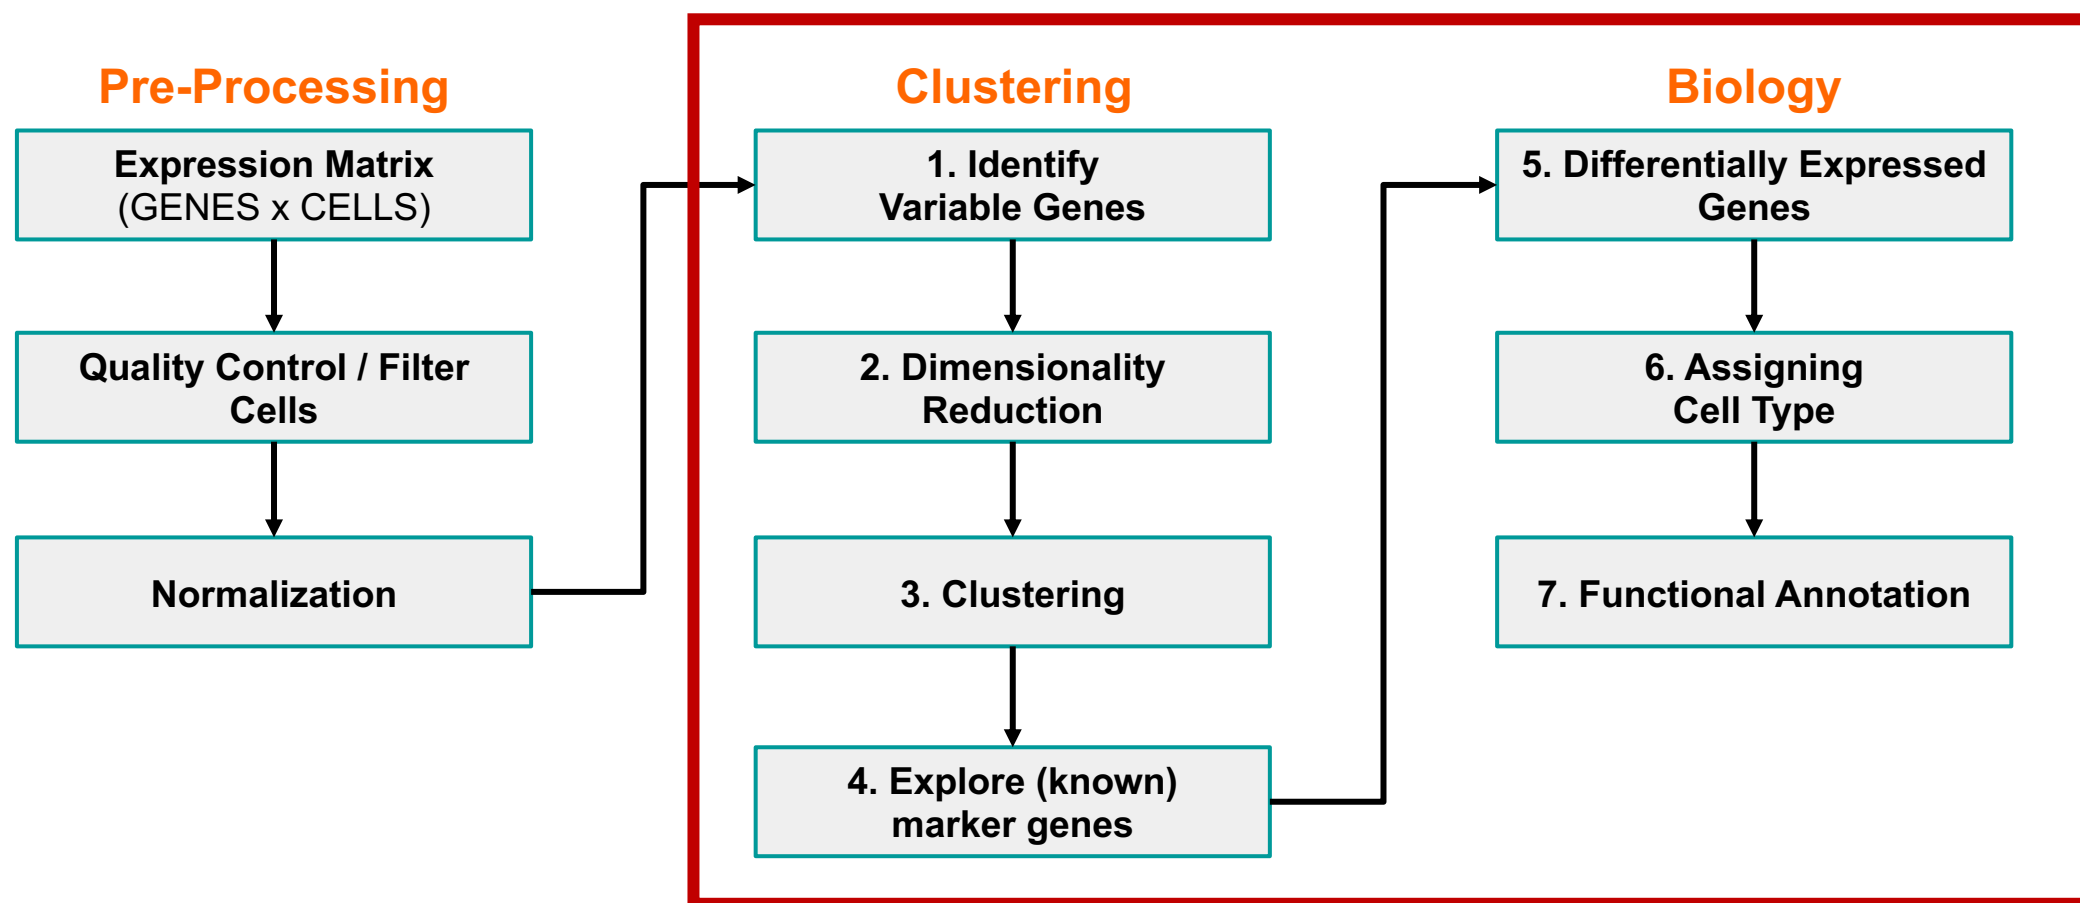 Pre-Processing
Expression Matrix
(GENES x CELLS)
Quality Control / Filter
Cells
Normalization
Clustering
1. Identify
Variable Genes
2. Dimensionality
Reduction
3. Clustering
4. Explore (known)
marker genes
Biology
5. Differentially Expressed
Genes
6. Assigning
Cell Type
7. Functional Annotation